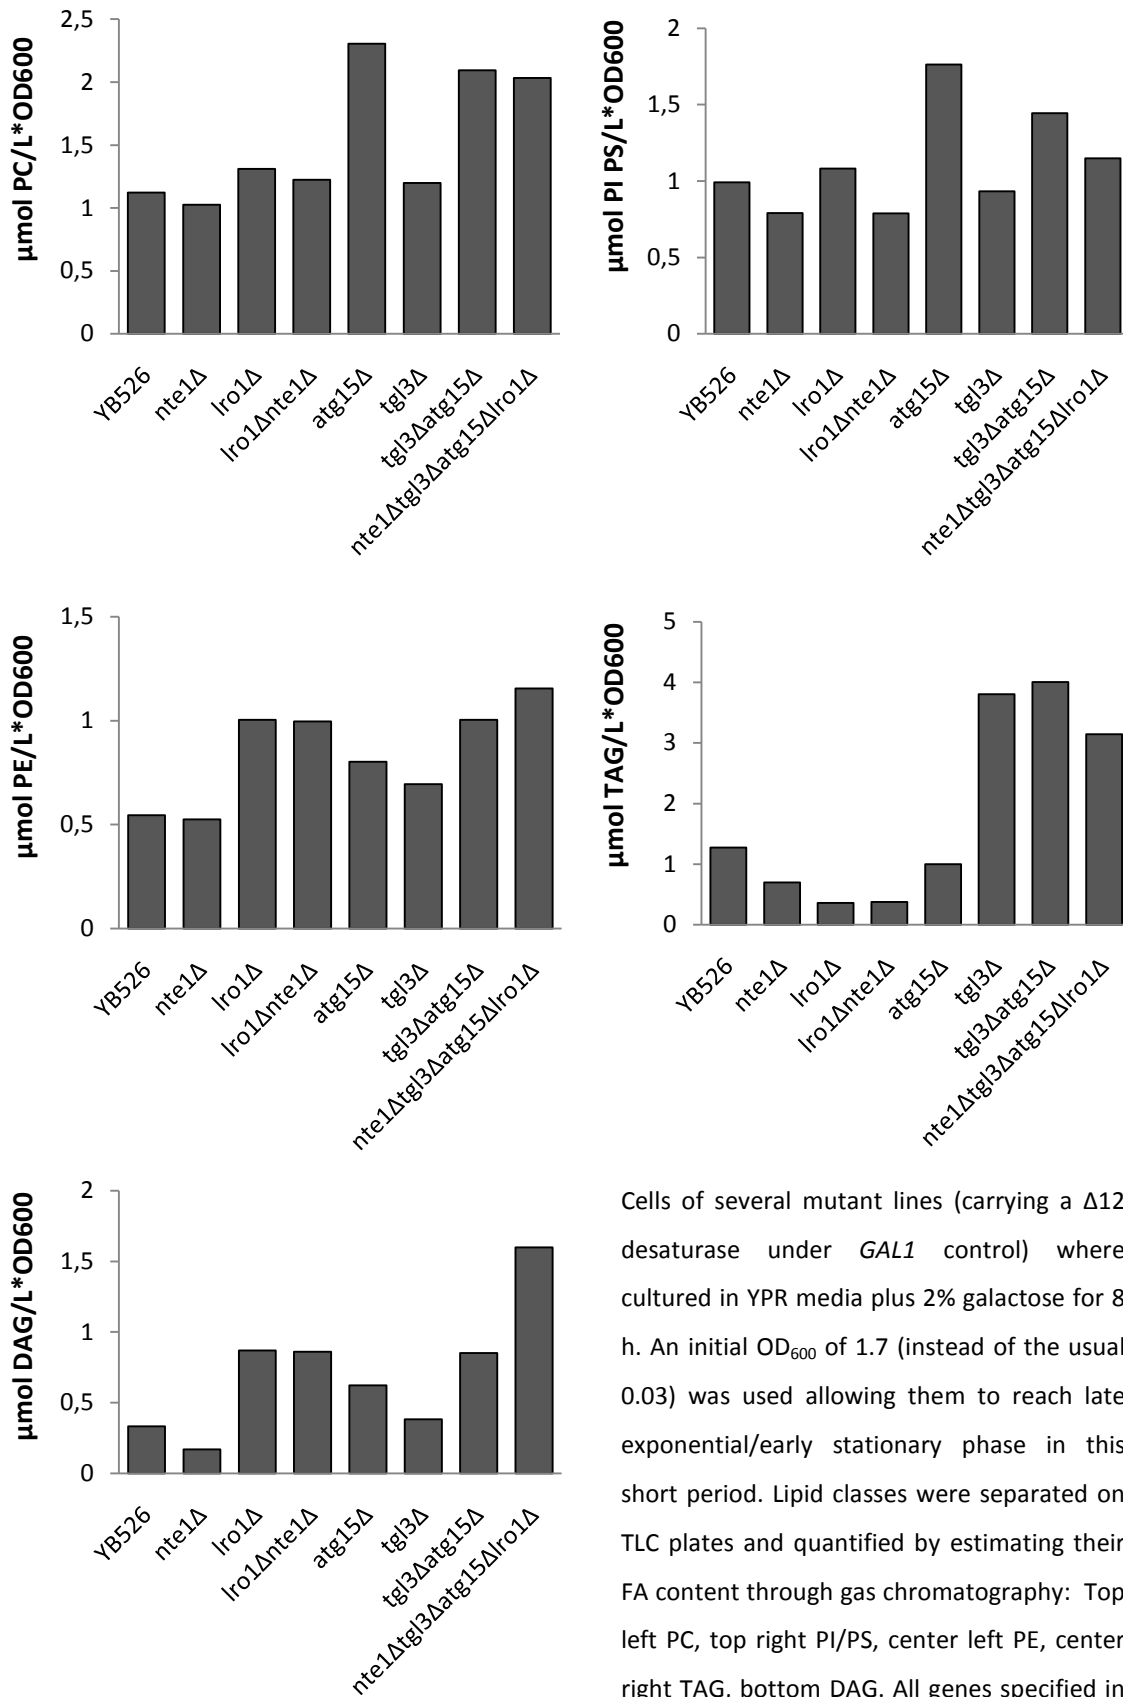 µmol PC/L*OD600
2,5
2
1,5
1
0,5
0
YB526
nte1Δ
lro1Δ
lro1Δnte1Δ
atg15Δ
tgl3Δ
tgl3Δatg15Δ
nte1Δtgl3Δatg15Δlro1Δ
µmol PI PS/L*OD600
2
1,5
1
0,5
0
YB526
nte1Δ
lro1Δ
lro1Δnte1Δ
atg15Δ
tgl3Δ
tgl3Δatg15Δ
nte1Δtgl3Δatg15Δlro1Δ
µmol PE/L*OD600
1,5
1
0,5
0
YB526
nte1Δ
lro1Δ
lro1Δnte1Δ
atg15Δ
tgl3Δ
tgl3Δatg15Δ
nte1Δtgl3Δatg15Δlro1Δ
µmol TAG/L*OD600
5
4
3
2
1
0
YB526
nte1Δ
lro1Δ
lro1Δnte1Δ
atg15Δ
tgl3Δ
tgl3Δatg15Δ
nte1Δtgl3Δatg15Δlro1Δ
µmol DAG/L*OD600
2
1,5
1
0,5
0
YB526
nte1Δ
lro1Δ
lro1Δnte1Δ
atg15Δ
tgl3Δ
tgl3Δatg15Δ
nte1Δtgl3Δatg15Δlro1Δ
Cells of several mutant lines (carrying a Δ12
desaturase under GAL1 control) where
cultured in YPR media plus 2% galactose for 8
h. An initial OD600 of 1.7 (instead of the usual
0.03) was used allowing them to reach late
exponential/early stationary phase in this
short period. Lipid classes were separated on
TLC plates and quantified by estimating their
FA content through gas chromatography: Top
left PC, top right PI/PS, center left PE, center
right TAG, bottom DAG. All genes specified in